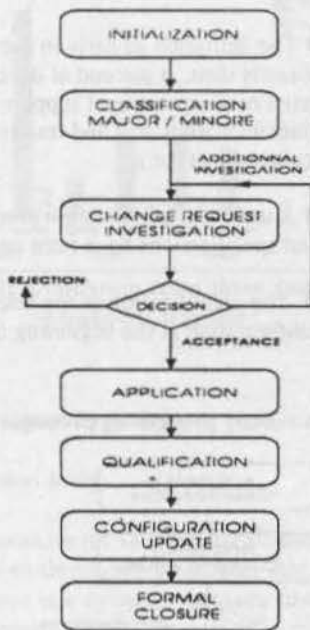 INITIALIZATION
CLASSIFICATION
MAJOR / MINORE
ADDITIONNAL
INVESTIGATION
CHANGE REQUEST
INVESTIGATION
REJECTION
DECISION
ACCEPTANCE
APPLICATION
QUALIFICATION
CONFIGURATION
UPDATE
FORMAL
CLOSURE